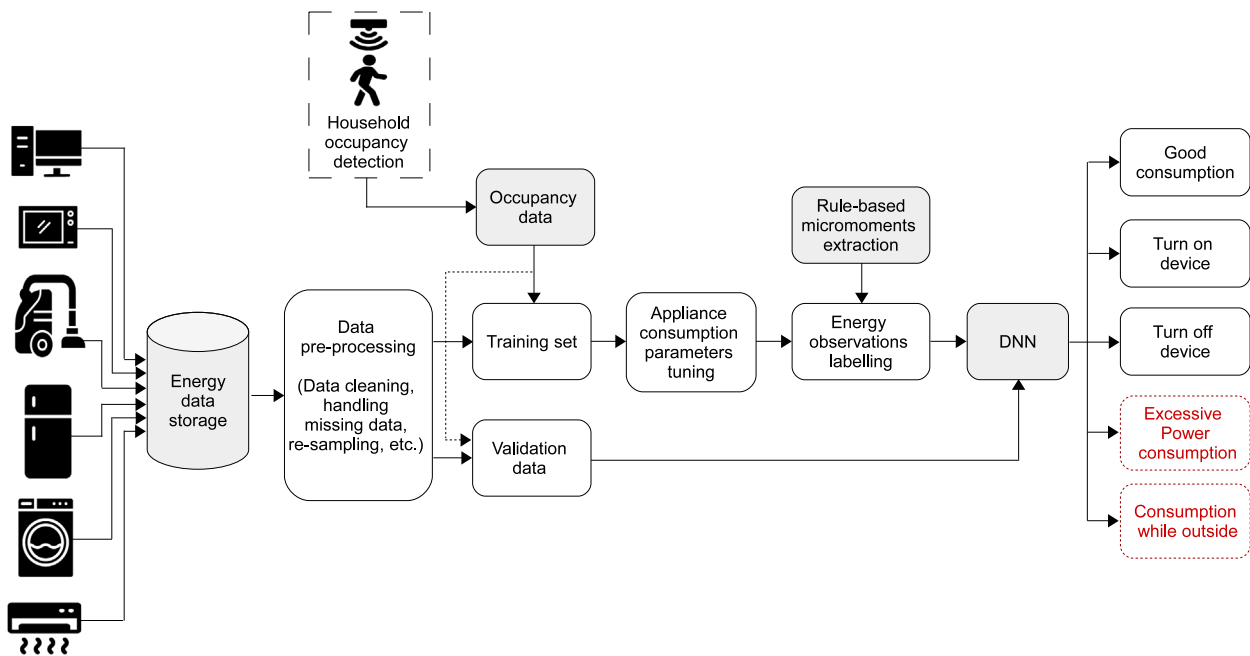 Household
occupancy
detection
Occupancy
data
Rule-based
micromoments
extraction
Good
consumption
Turn on
device
Energy
data
storage
Data
pre-processing
(Data cleaning,
handling
missing data,
re-sampling, etc.)
Training set
Appliance
consumption
parameters
tuning
Energy
observations
labelling
DNN
Turn off
device
Validation
data
Excessive
Power
consumption
Consumption
while outside